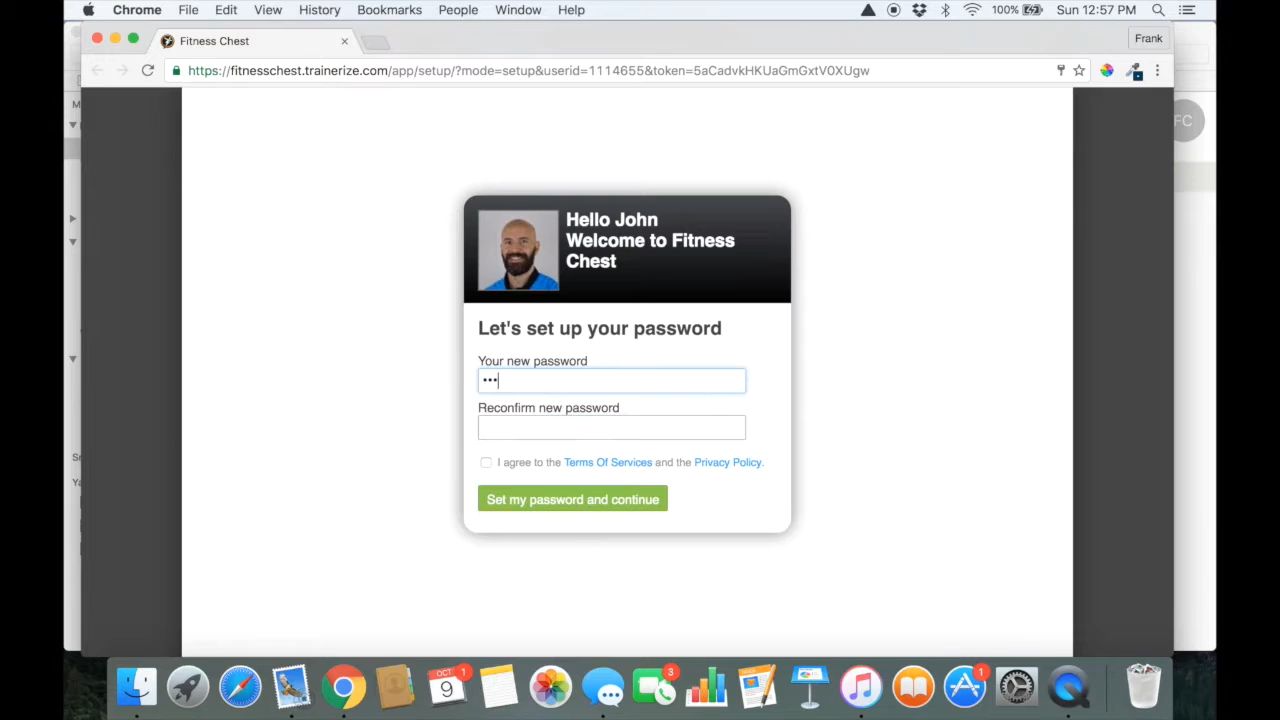 Chrome File Edit View History Bookmarks People Window Help 100% Sun 12:57 PM
Fitness Chest
Frank
https://fitnesschest.trainerize.com/app/setup/?mode=setup&userid=1114655&token=5aCadvkHKUaGmGxtV0XUgw
FC
Hello John
Welcome to Fitness
Chest
Let's set up your password
Your new password
•••
Reconfirm new password
I agree to the Terms Of Services and the Privacy Policy.
Set my password and continue
OCT 1
9
3
1